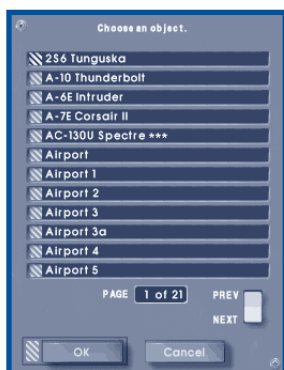 Choose an object.
2S6 Tunguska
A-10 Thunderbolt
A-6E Intruder
A-7E Corsair II
AC-130U Spectre ***
Airport
Airport 1
Airport 2
Airport 3
Airport 3a
Airport 4
Airport 5
PAGE 1 of 21 PREV
NEXT
OK Cancel